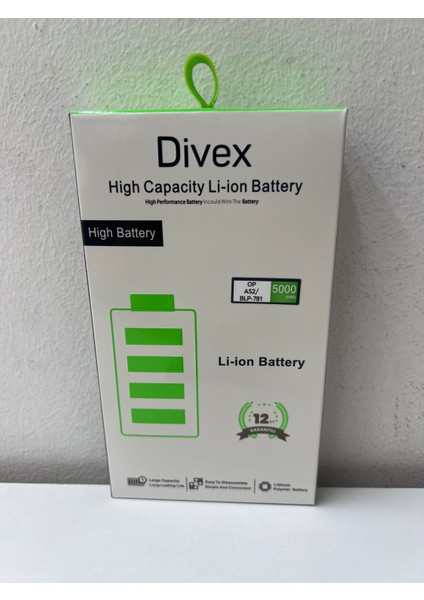 Divex
High Capacity Li-ion Battery
High Performance Battery Incould With The Battery
High Battery
OP
A52/
BLP-781
5000
mAh
Li-ion Battery
12
GARANTİLİ
Large Capacity
Long Lasting Life
Easy To Disassemble
Simple And Convenient
Lithium
Polymer Battery